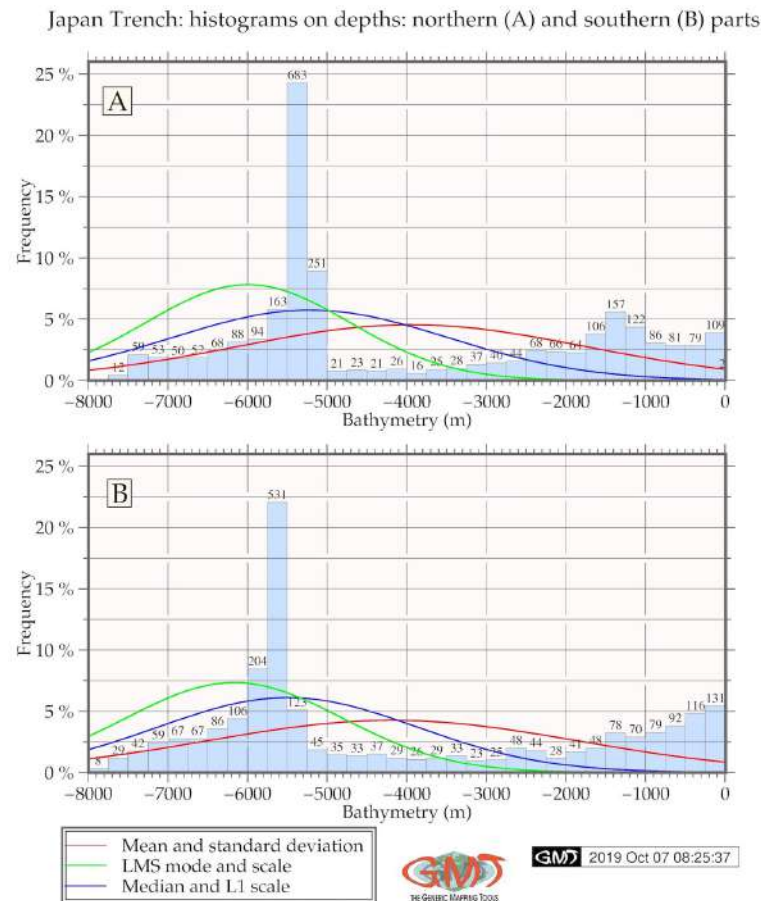 Japan Trench: histograms on depths: northern (A) and southern (B) parts
A
25 %
20 %
15 %
10 %
5 %
0 %
Frequency
12 59 53 50 52 68 88 94 163 683 251 21 23 21 26 16 25 28 37 40 44 68 66 64 106 157 122 86 81 79 109 2
−8000 −7000 −6000 −5000 −4000 −3000 −2000 −1000 0
Bathymetry (m)
B
25 %
20 %
15 %
10 %
5 %
0 %
Frequency
8 29 42 59 67 67 86 106 204 531 123 45 35 33 37 29 26 29 33 23 25 48 44 28 41 48 78 70 79 92 116 131
−8000 −7000 −6000 −5000 −4000 −3000 −2000 −1000 0
Bathymetry (m)
Mean and standard deviation
LMS mode and scale
Median and L1 scale
GMT
THE GENERIC MAPPING TOOLS
GMT 2019 Oct 07 08:25:37